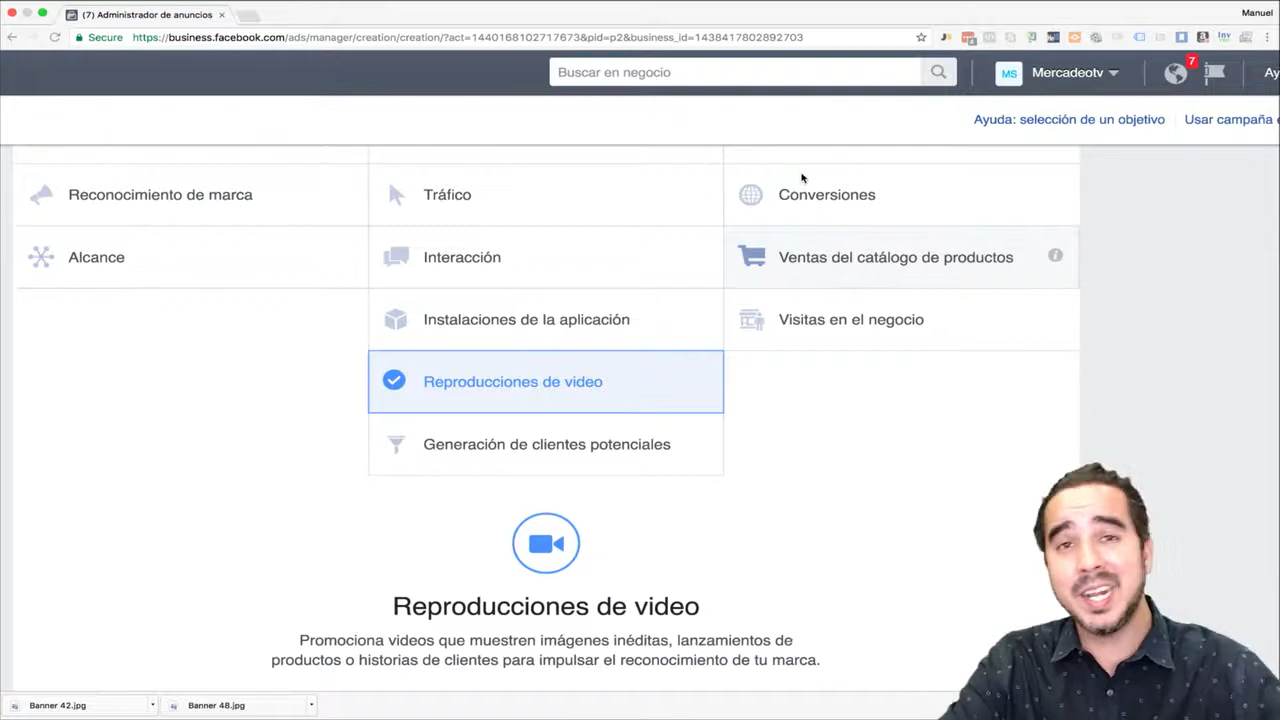 (7) Administrador de anuncios
Manuel
Secure https://business.facebook.com/ads/manager/creation/creation/?act=1440168102717673&pid=p2&business_id=1438417802892703
Buscar en negocio
MS Mercadeotv
7
Ay
Ayuda: selección de un objetivo
Usar campaña e
Reconocimiento de marca
Tráfico
Conversiones
Alcance
Interacción
Ventas del catálogo de productos
Instalaciones de la aplicación
Visitas en el negocio
Reproducciones de video
Generación de clientes potenciales
Reproducciones de video
Promociona videos que muestren imágenes inéditas, lanzamientos de
productos o historias de clientes para impulsar el reconocimiento de tu marca.
Banner 42.jpg
Banner 48.jpg